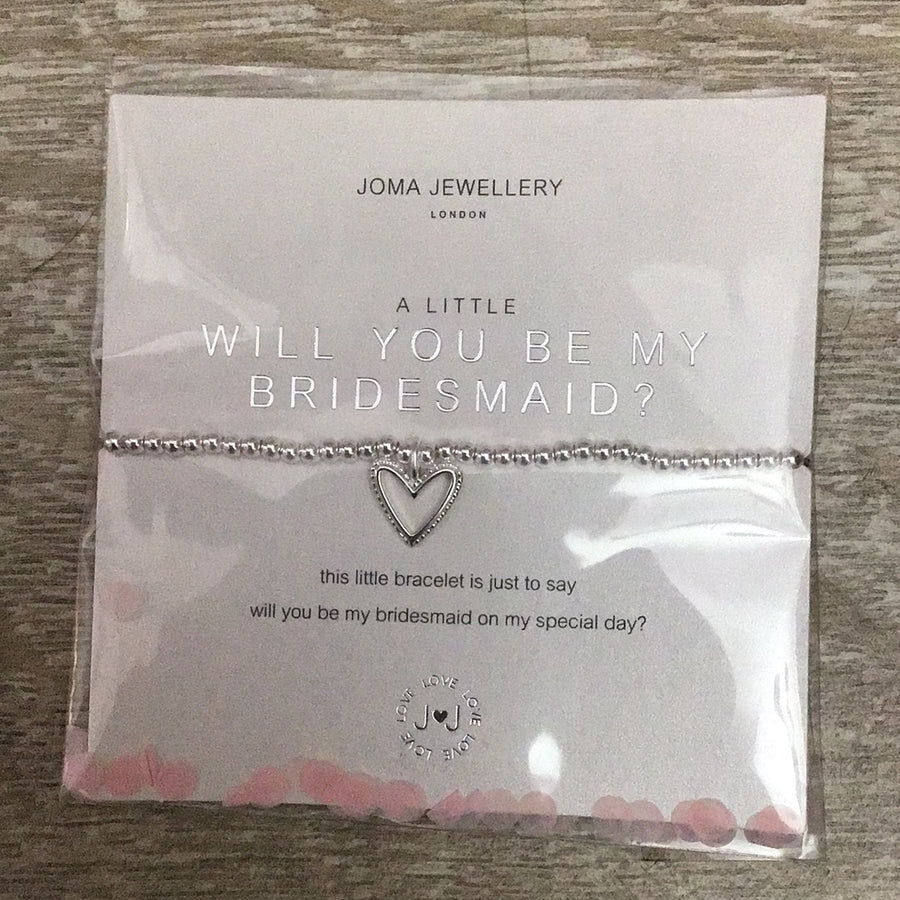 JOMA JEWELLERY
LONDON
A LITTLE
WILL YOU BE MY
BRIDESMAID?
this little bracelet is just to say
will you be my bridesmaid on my special day?
LOVE LOVE LOVE LOVE LOVE LOVE
J♥J